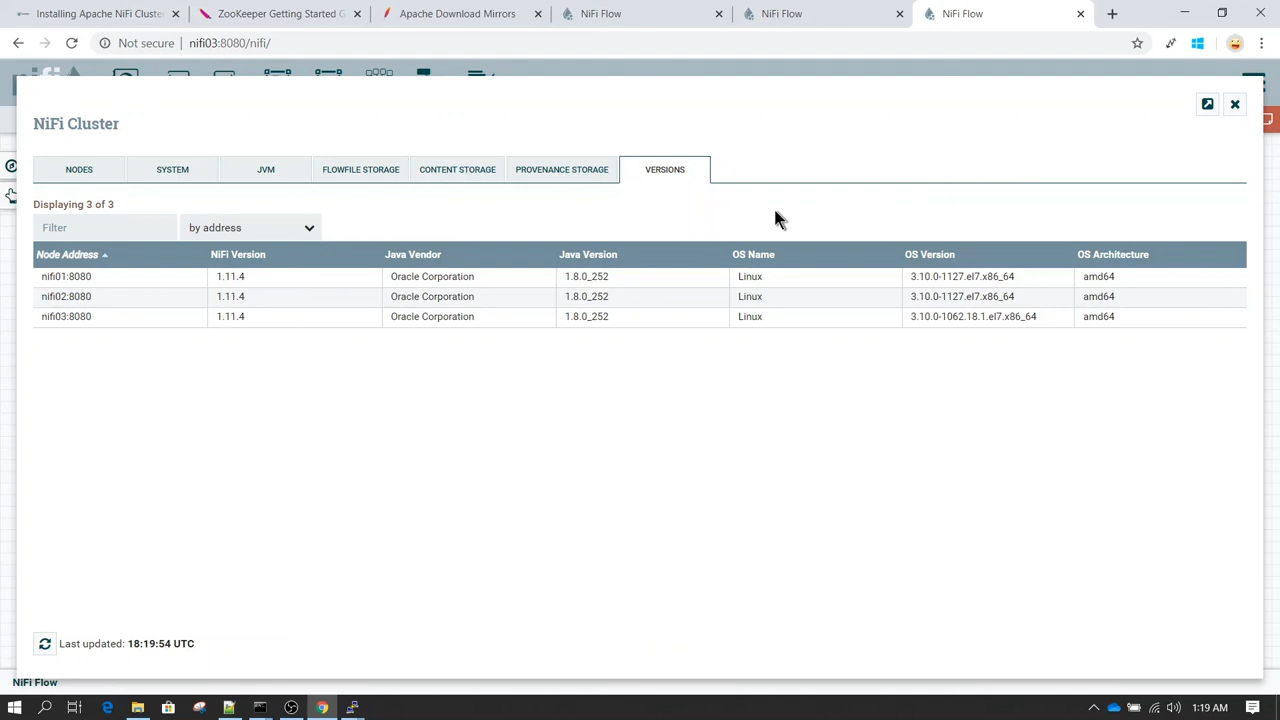 Installing Apache NiFi Cluster
ZooKeeper Getting Started G
Apache Download Mirrors
NiFi Flow
NiFi Flow
NiFi Flow
Not secure
nifi03:8080/nifi/
nifi
NiFi Cluster
NODES
SYSTEM
JVM
FLOWFILE STORAGE
CONTENT STORAGE
PROVENANCE STORAGE
VERSIONS
Displaying 3 of 3
Filter
by address
Node Address NiFi Version Java Vendor Java Version OS Name OS Version OS Architecture
nifi01:8080 1.11.4 Oracle Corporation 1.8.0_252 Linux 3.10.0-1127.el7.x86_64 amd64
nifi02:8080 1.11.4 Oracle Corporation 1.8.0_252 Linux 3.10.0-1127.el7.x86_64 amd64
nifi03:8080 1.11.4 Oracle Corporation 1.8.0_252 Linux 3.10.0-1062.18.1.el7.x86_64 amd64
Last updated: 18:19:54 UTC
NiFi Flow
1:19 AM